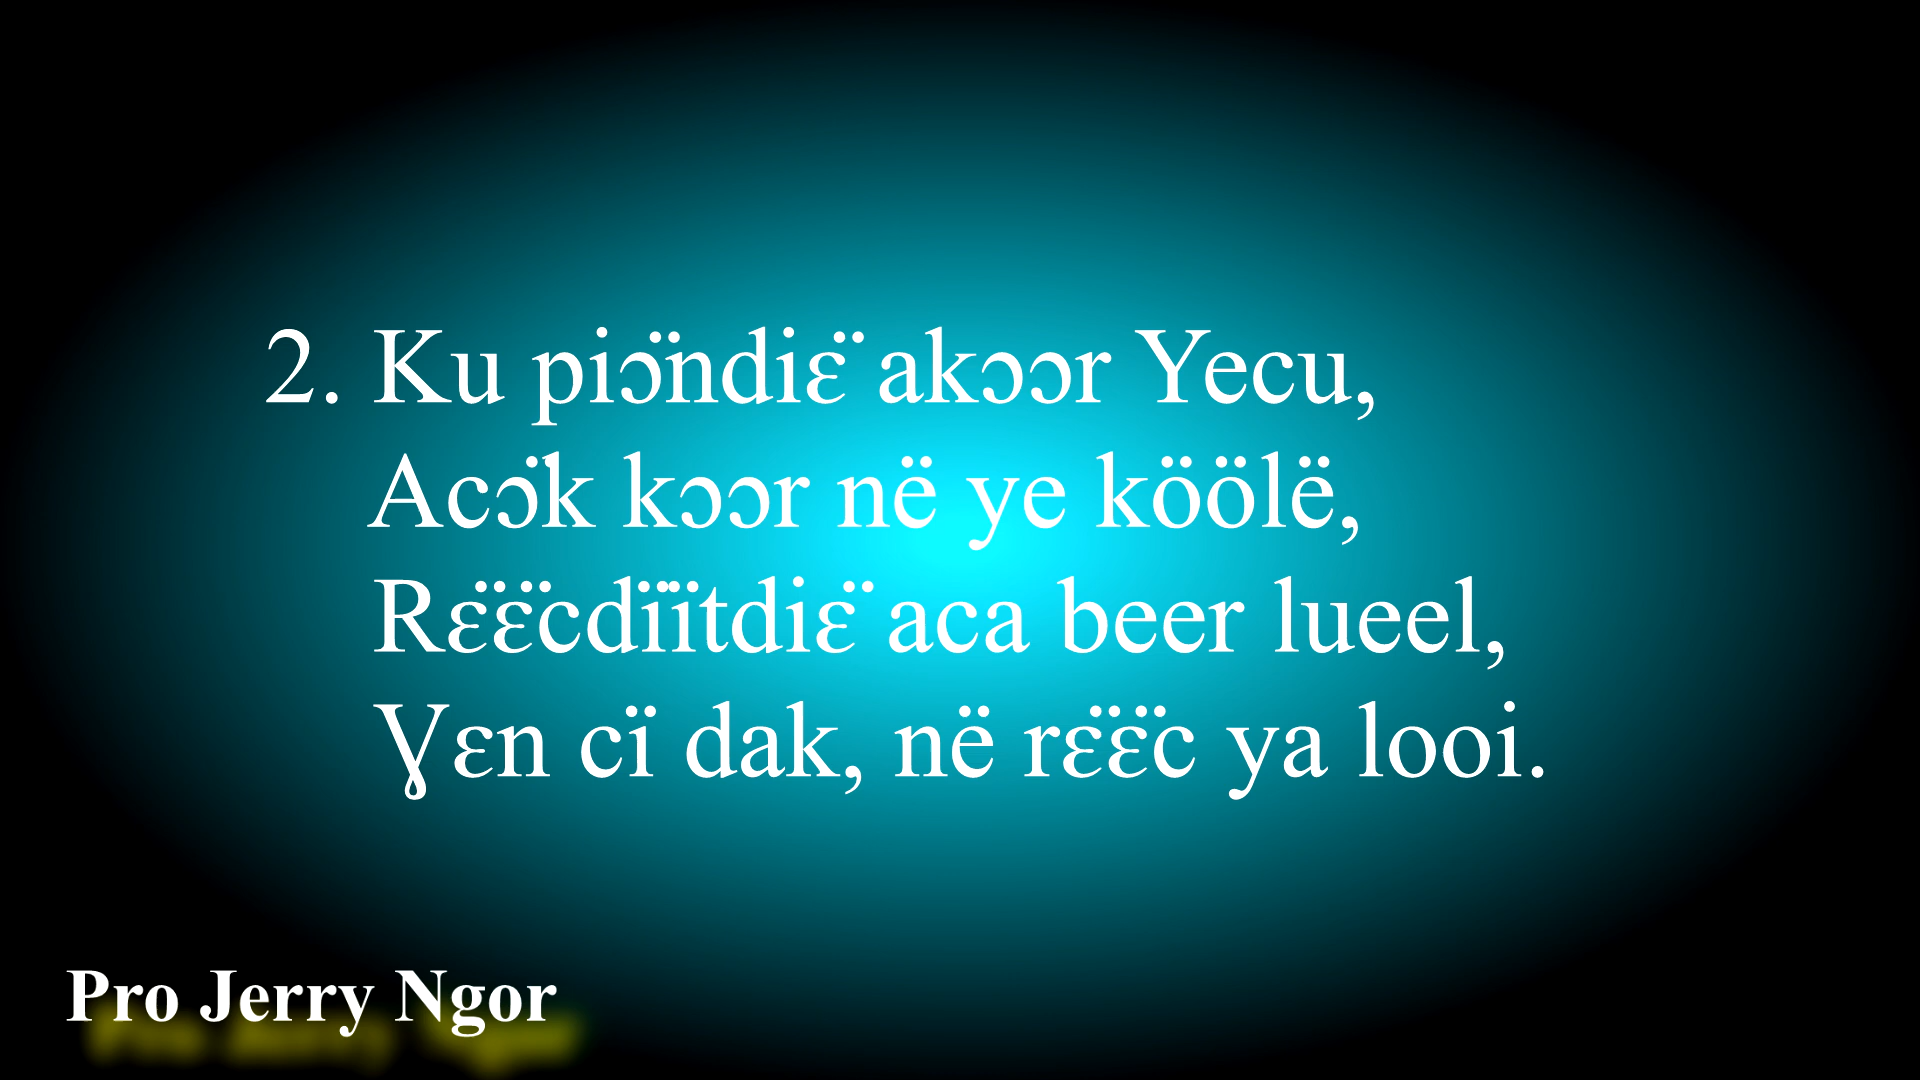 2. Ku piɔ̈ndiɛ̈ akɔɔr Yecu,
Acɔ̈k kɔɔr në ye köölë,
Rɛ̈ɛ̈cdïïtdiɛ̈ aca beer lueel,
Ɣɛn cï dak, në rɛ̈ɛ̈c ya looi.
Pro Jerry Ngor